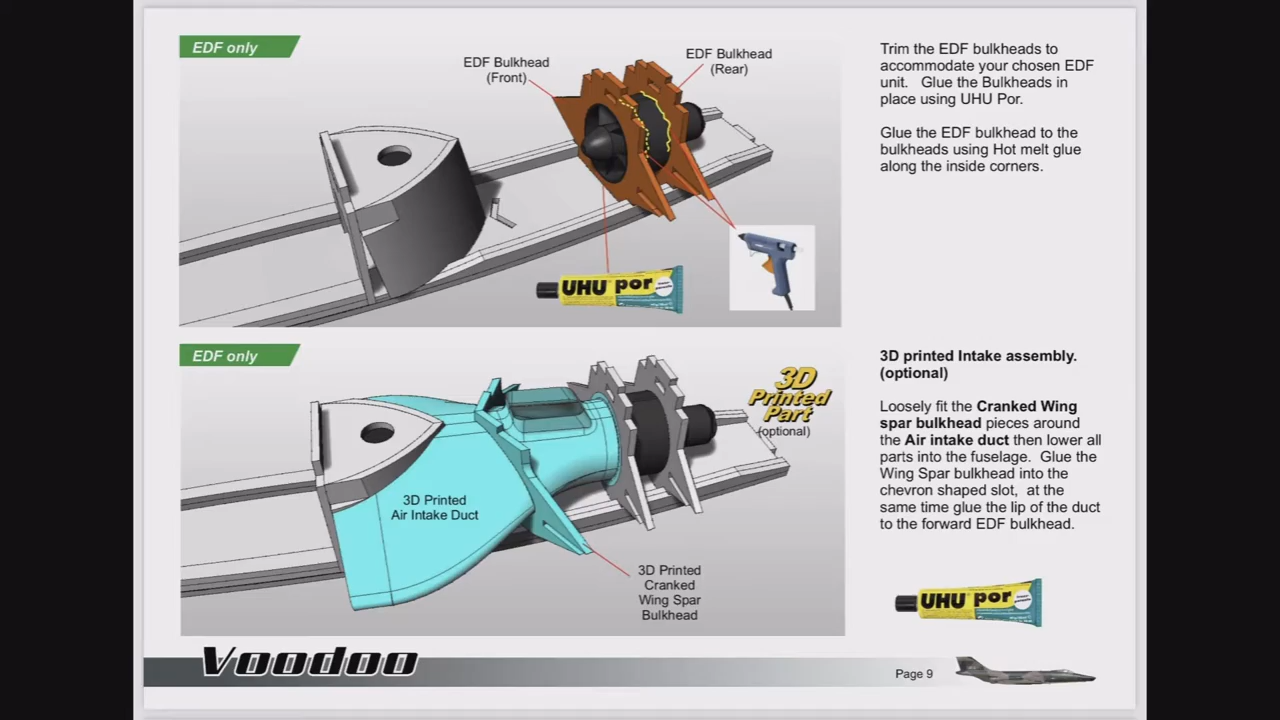 EDF only
EDF Bulkhead
(Front)
EDF Bulkhead
(Rear)
UHU por
Trim the EDF bulkheads to
accommodate your chosen EDF
unit.  Glue the Bulkheads in
place using UHU Por.
Glue the EDF bulkhead to the
bulkheads using Hot melt glue
along the inside corners.
EDF only
3D
Printed
Part
(optional)
3D Printed
Air Intake Duct
3D Printed
Cranked
Wing Spar
Bulkhead
3D printed Intake assembly.
(optional)
Loosely fit the Cranked Wing
spar bulkhead pieces around
the Air intake duct then lower all
parts into the fuselage.  Glue the
Wing Spar bulkhead into the
chevron shaped slot,  at the
same time glue the lip of the duct
to the forward EDF bulkhead.
UHU por
Voodoo
Page 9